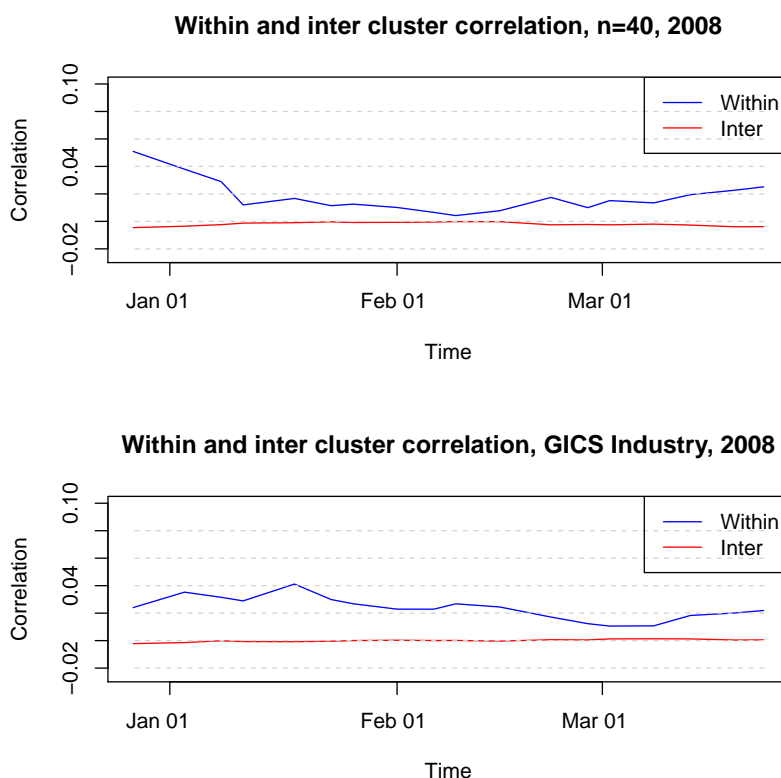 Within and inter cluster correlation, n=40, 2008
0.10
0.04
−0.02
Correlation
Within
Inter
Jan 01
Feb 01
Mar 01
Time
Within and inter cluster correlation, GICS Industry, 2008
0.10
0.04
−0.02
Correlation
Within
Inter
Jan 01
Feb 01
Mar 01
Time